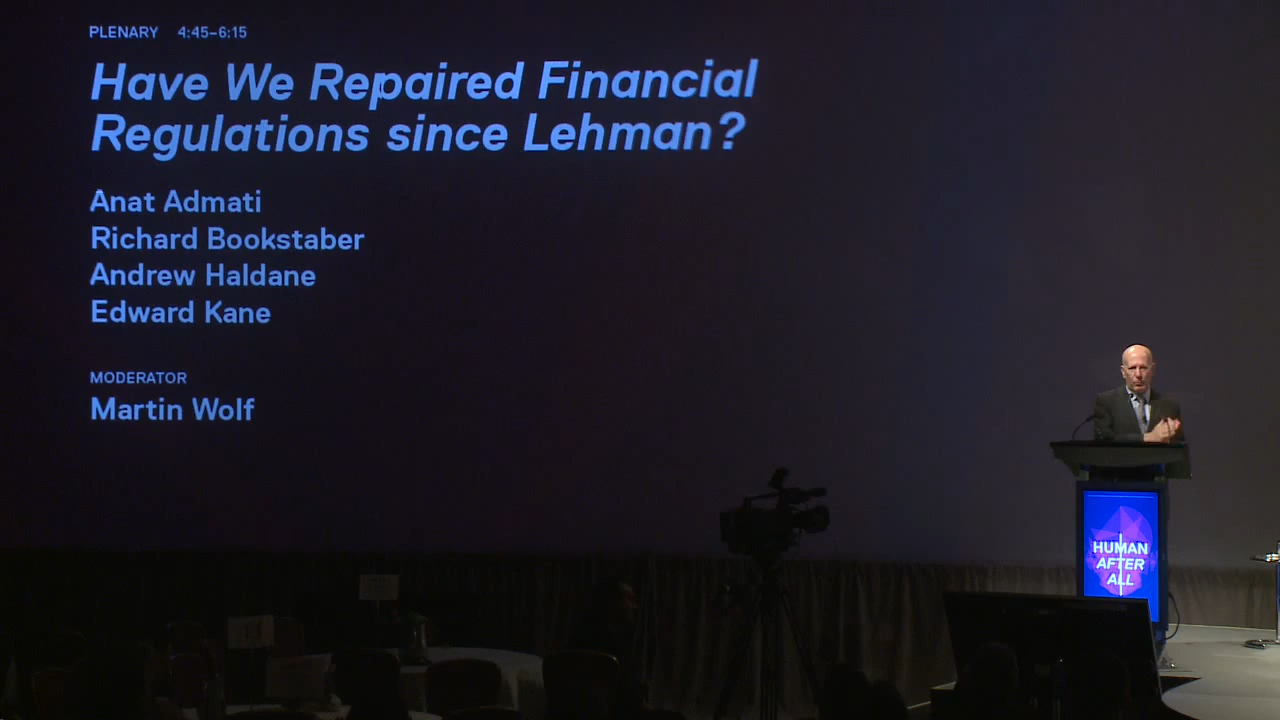 PLENARY 4:45–6:15
Have We Repaired Financial
Regulations since Lehman?
Anat Admati
Richard Bookstaber
Andrew Haldane
Edward Kane
MODERATOR
Martin Wolf
HUMAN
AFTER
ALL